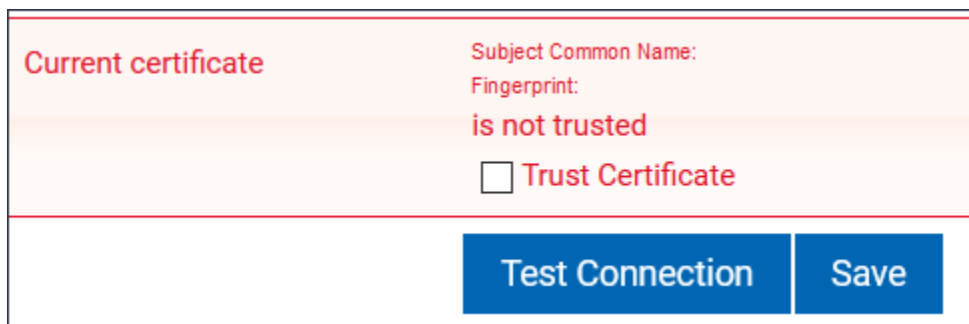 Current certificate
Subject Common Name:
Fingerprint:
is not trusted
Trust Certificate
Test Connection
Save